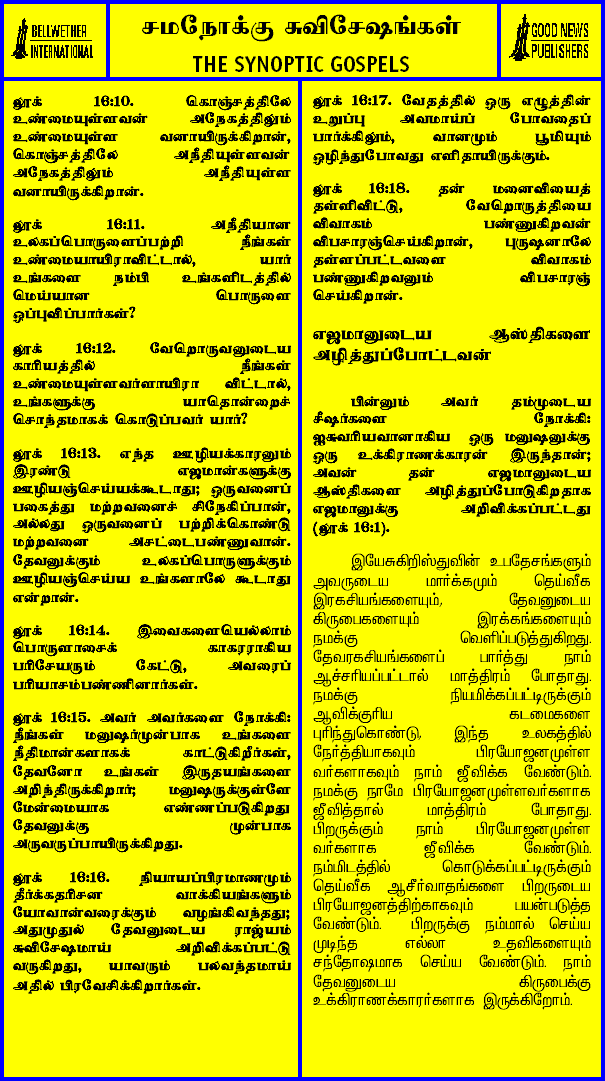 BELLWETHER
INTERNATIONAL
சமநோக்கு சுவிசேஷங்கள்
THE SYNOPTIC GOSPELS
GOOD NEWS
PUBLISHERS
லூக் 16:10. கொஞ்சத்திலே
உண்மையுள்ளவன் அநேகத்திலும்
உண்மையுள்ள வனாயிருக்கிறான்,
கொஞ்சத்திலே அநீதியுள்ளவன்
அநேகத்திலும் அநீதியுள்ள
வனாயிருக்கிறான்.
லூக் 16:11. அநீதியான
உலகப்பொருளைப்பற்றி நீங்கள்
உண்மையாயிராவிட்டால், யார்
உங்களை நம்பி உங்களிடத்தில்
மெய்யான பொருளை
ஒப்புவிப்பார்கள்?
லூக் 16:12. வேறொருவனுடைய
காரியத்தில் நீங்கள்
உண்மையுள்ளவர்ளாயிரா விட்டால்,
உங்களுக்கு யாதொன்றைச்
சொந்தமாகக் கொடுப்பவர் யார்?
லூக் 16:13. எந்த ஊழியக்காரனும்
இரண்டு எஜமான்களுக்கு
ஊழியஞ்செய்யக்கூடாது; ஒருவனைப்
பகைத்து மற்றவனைச் சிநேகிப்பான்,
அல்லது ஒருவனைப் பற்றிக்கொண்டு
மற்றவனை அசட்டைபண்ணுவான்.
தேவனுக்கும் உலகப்பொருளுக்கும்
ஊழியஞ்செய்ய உங்களாலே கூடாது
என்றான்.
லூக் 16:14. இவைகளையெல்லாம்
பொருளாசைக் காகரராகிய
பரிசேயரும் கேட்டு, அவரைப்
பரியாசம்பண்ணினார்கள்.
லூக் 16:15. அவர் அவர்களை நோக்கி:
நீங்கள் மனுஷர்முன்பாக உங்களை
நீதிமான்களாகக் காட்டுகிறீர்கள்,
தேவனோ உங்கள் இருதயங்களை
அறிந்திருக்கிறார்; மனுஷருக்குள்ளே
மேன்மையாக எண்ணப்படுகிறது
தேவனுக்கு முன்பாக
அருவருப்பாயிருக்கிறது.
லூக் 16:16. நியாயப்பிரமாணமும்
தீர்க்கதரிசன வாக்கியங்களும்
யோவான்வரைக்கும் வழங்கிவந்தது;
அதுமுதல் தேவனுடைய ராஜ்யம்
சுவிசேஷமாய் அறிவிக்கப்பட்டு
வருகிறது, யாவரும் பலவந்தமாய்
அதில் பிரவேசிக்கிறார்கள்.
லூக் 16:17. வேதத்தில் ஒரு எழுத்தின்
உறுப்பு அவமாய்ப் போவதைப்
பார்க்கிலும், வானமும் பூமியும்
ஒழிந்துபோவது எளிதாயிருக்கும்.
லூக் 16:18. தன் மனைவியைத்
தள்ளிவிட்டு, வேறொருத்தியை
விவாகம் பண்ணுகிறவன்
விபசாரஞ்செய்கிறான், புருஷனாலே
தள்ளப்பட்டவளை விவாகம்
பண்ணுகிறவனும் விபசாரஞ்
செய்கிறான்.
எஜமானுடைய ஆஸ்திகளை
அழித்துப்போட்டவன்
பின்னும் அவர் தம்முடைய
சீஷர்களை நோக்கி:
ஐசுவரியவானாகிய ஒரு மனுஷனுக்கு
ஒரு உக்கிராணக்காரன் இருந்தான்;
அவன் தன் எஜமானுடைய
ஆஸ்திகளை அழித்துப்போடுகிறதாக
எஜமானுக்கு அறிவிக்கப்பட்டது
(லூக் 16:1).
இயேசுகிறிஸ்துவின் உபதேசங்களும்
அவருடைய மார்க்கமும் தெய்வீக
இரகசியங்களையும், தேவனுடைய
கிருபைகளையும் இரக்கங்களையும்
நமக்கு வெளிப்படுத்துகிறது.
தேவரகசியங்களைப் பார்த்து நாம்
ஆச்சரியப்பட்டால் மாத்திரம் போதாது.
நமக்கு நியமிக்கப்பட்டிருக்கும்
ஆவிக்குரிய கடமைகளை
புரிந்துகொண்டு, இந்த உலகத்தில்
நேர்த்தியாகவும் பிரயோஜனமுள்ள
வர்களாகவும் நாம் ஜீவிக்க வேண்டும்.
நமக்கு நாமே பிரயோஜனமுள்ளவர்களாக
ஜீவித்தால் மாத்திரம் போதாது.
பிறருக்கும் நாம் பிரயோஜனமுள்ள
வர்களாக ஜீவிக்க வேண்டும்.
நம்மிடத்தில் கொடுக்கப்பட்டிருக்கும்
தெய்வீக ஆசீர்வாதங்களை பிறருடைய
பிரயோஜனத்திற்காகவும் பயன்படுத்த
வேண்டும். பிறருக்கு நம்மால் செய்ய
முடிந்த எல்லா உதவிகளையும்
சந்தோஷமாக செய்ய வேண்டும். நாம்
தேவனுடைய கிருபைக்கு
உக்கிராணக்காரர்களாக இருக்கிறோம்.